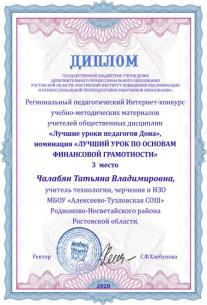 ДИПЛОМ
ГОСУДАРСТВЕННОЕ БЮДЖЕТНОЕ УЧРЕЖДЕНИЕ
ДОПОЛНИТЕЛЬНОГО ПРОФЕССИОНАЛЬНОГО ОБРАЗОВАНИЯ
РОСТОВСКОЙ ОБЛАСТИ «РОСТОВСКИЙ ИНСТИТУТ ПОВЫШЕНИЯ КВАЛИФИКАЦИИ
И ПРОФЕССИОНАЛЬНОЙ ПЕРЕПОДГОТОВКИ РАБОТНИКОВ ОБРАЗОВАНИЯ»
Региональный педагогический Интернет-конкурс
учебно-методических материалов
учителей общественных дисциплин
«Лучшие уроки педагогов Дона»,
номинация «ЛУЧШИЙ УРОК ПО ОСНОВАМ
ФИНАНСОВОЙ ГРАМОТНОСТИ»
3 место
Чалабян Татьяна Владимировна,
учитель технологии, черчения и ИЗО
МБОУ «Алексеево-Тузловская СОШ»
Родионово-Несветайского района
Ростовской области.
Ректор С.Ф.Хлебунова
2020